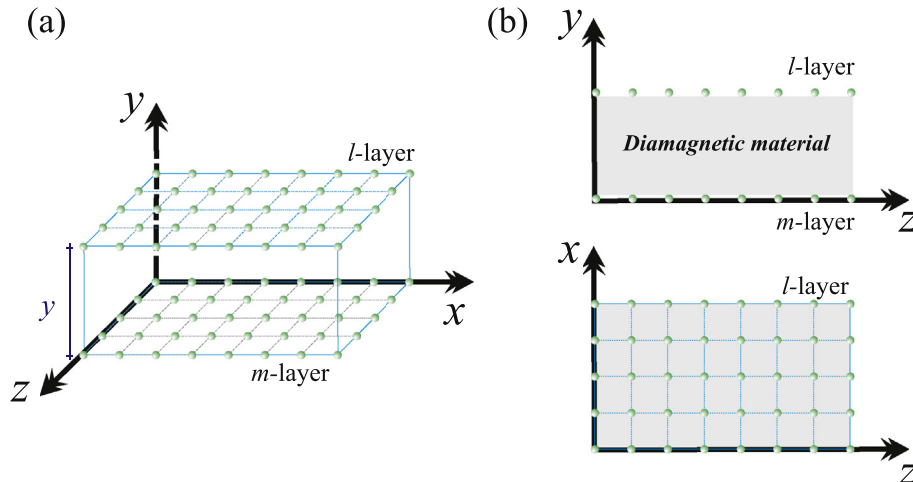 (a)
y
l-layer
y
x
m-layer
z
(b)
y
l-layer
Diamagnetic material
m-layer
z
x
l-layer
z